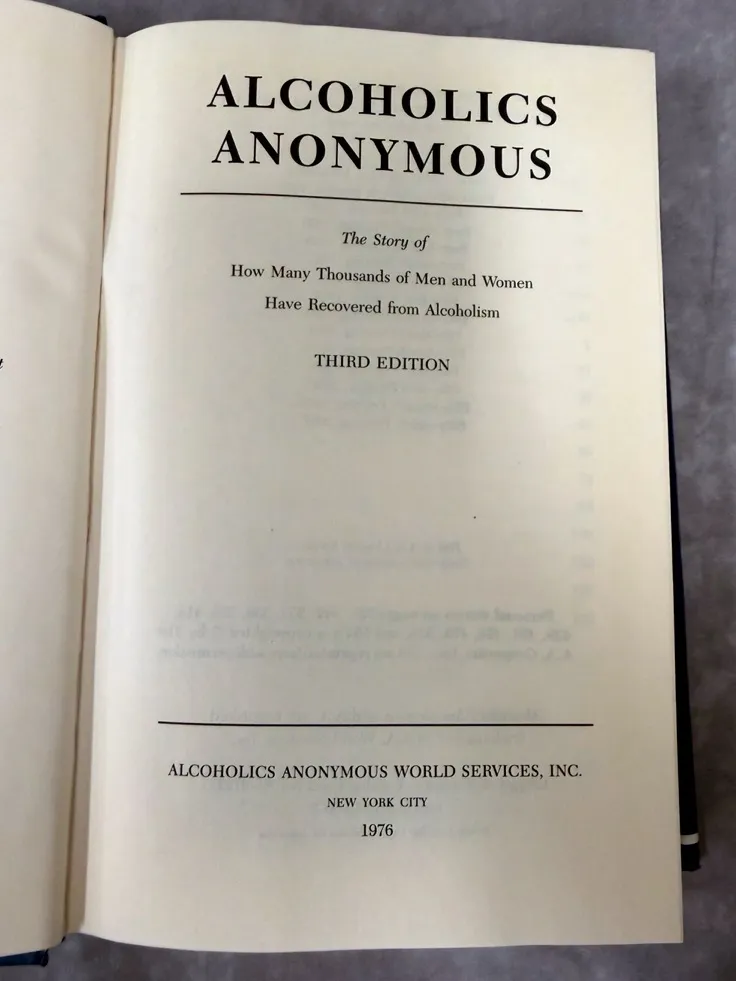 ALCOHOLICS
ANONYMOUS
The Story of
How Many Thousands of Men and Women
Have Recovered from Alcoholism
THIRD EDITION
ALCOHOLICS ANONYMOUS WORLD SERVICES, INC.
NEW YORK CITY
1976